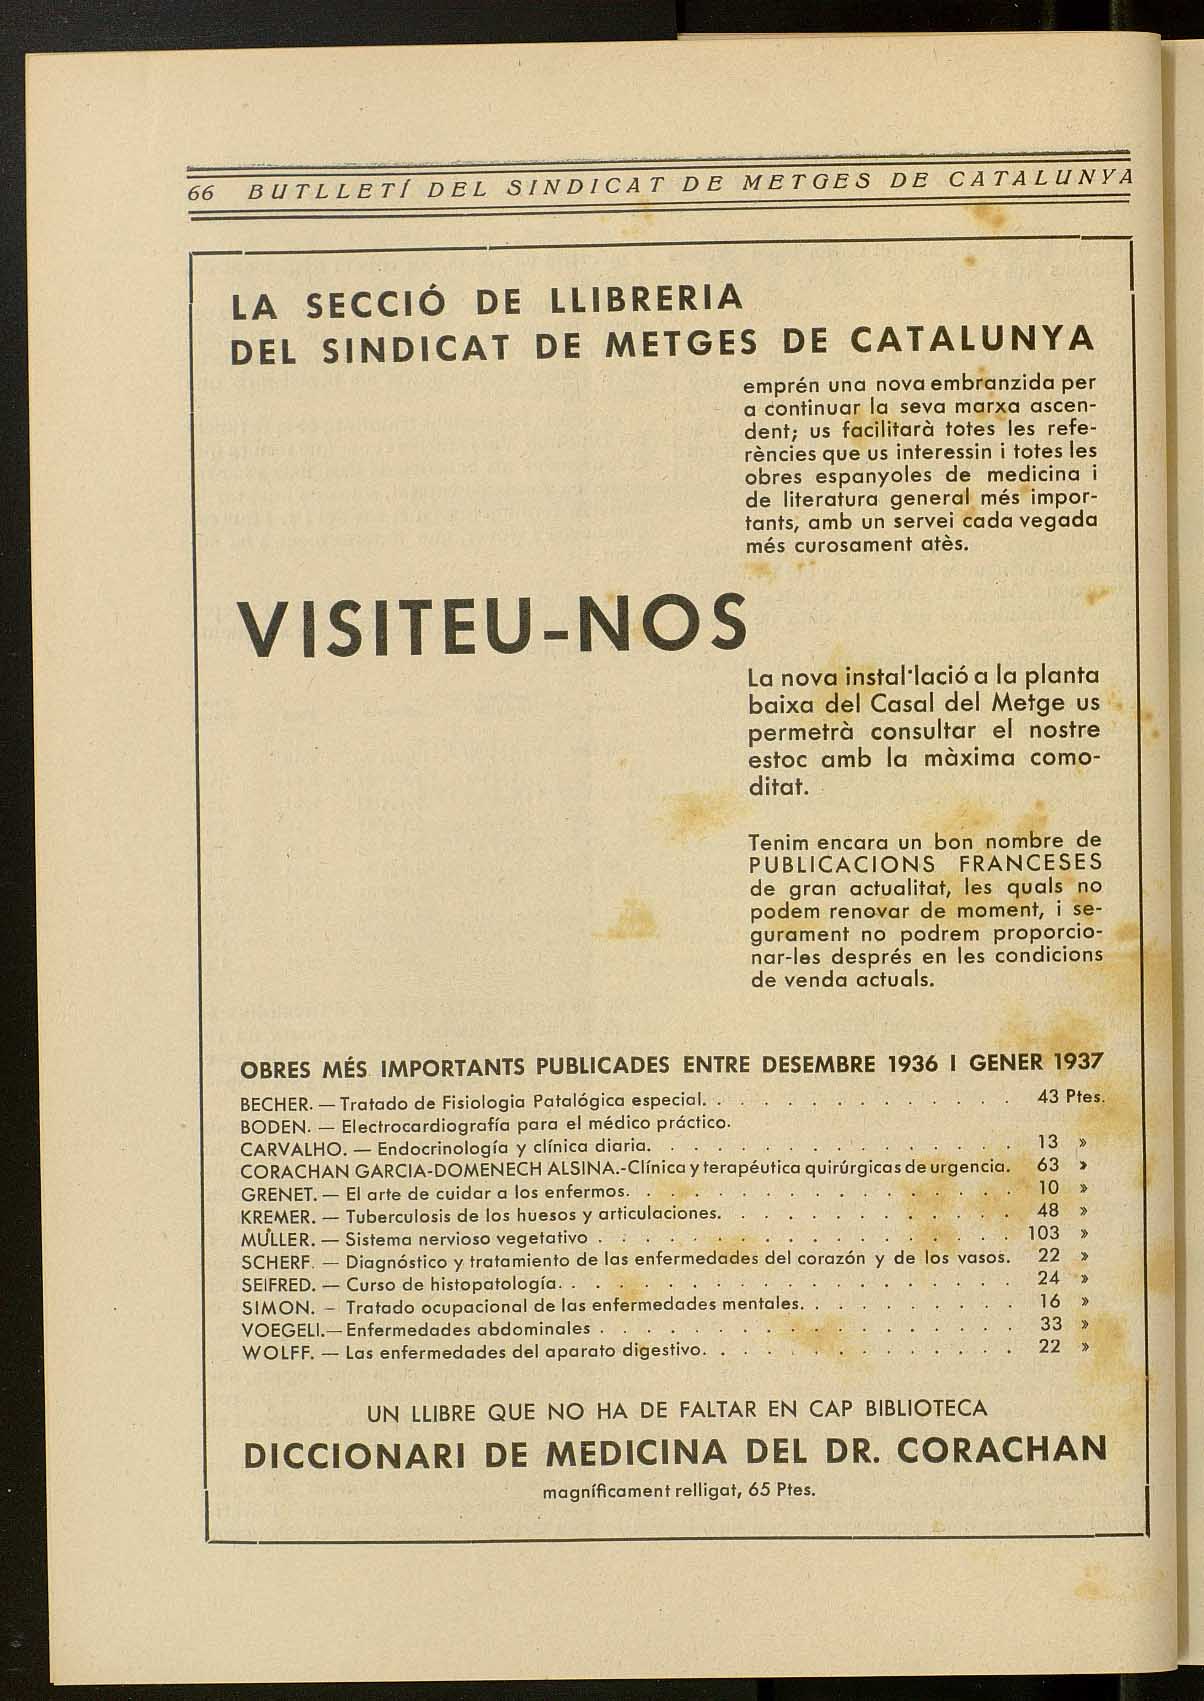 66 BUTLLETÍ DEL SINDICAT DE METGES DE CATALUNYA
LA SECCIÓ DE LLIBRERIA
DEL SINDICAT DE METGES DE CATALUNYA
emprén una nova embranzida per
a continuar la seva marxa ascen-
dent; us facilitarà totes les refe-
rències que us interessin i totes les
obres espanyoles de medicina i
de literatura general més impor-
tants, amb un servei cada vegada
més curosament atès.
VISITEU-NOS
La nova instal·lació a la planta
baixa del Casal del Metge us
permetrà consultar el nostre
estoc amb la màxima como-
ditat.
Tenim encara un bon nombre de
PUBLICACIONS FRANCESES
de gran actualitat, les quals no
podem renovar de moment, i se-
gurament no podrem proporcio-
nar-les després en les condicions
de venda actuals.
OBRES MÉS IMPORTANTS PUBLICADES ENTRE DESEMBRE 1936 I GENER 1937
BECHER. — Tratado de Fisiologia Patalógica especial. . . . . . . . . . . . . . 43 Ptes.
BODEN. — Electrocardiografía para el médico práctico.
CARVALHO. — Endocrinología y clínica diaria. . . . . . . . . . . . . . . . 13 »
CORACHAN GARCIA-DOMENECH ALSINA.-Clínica y terapéutica quirúrgicas de urgencia. 63 »
GRENET. — El arte de cuidar a los enfermos. . . . . . . . . . . . . . . . . 10 »
KREMER. — Tuberculosis de los huesos y articulaciones. . . . . . . . . . . . . 48 »
MÜLLER. — Sistema nervioso vegetativo . . . . . . . . . . . . . . . . . . 103 »
SCHERF. — Diagnóstico y tratamiento de las enfermedades del corazón y de los vasos. 22 »
SEIFRED. — Curso de histopatología. . . . . . . . . . . . . . . . . . . . 24 »
SIMON. – Tratado ocupacional de las enfermedades mentales. . . . . . . . . . 16 »
VOEGELI.— Enfermedades abdominales . . . . . . . . . . . . . . . . . . 33 »
WOLFF. — Las enfermedades del aparato digestivo. . . . . . . . . . . . . . 22 »
UN LLIBRE QUE NO HA DE FALTAR EN CAP BIBLIOTECA
DICCIONARI DE MEDICINA DEL DR. CORACHAN
magníficament relligat, 65 Ptes.